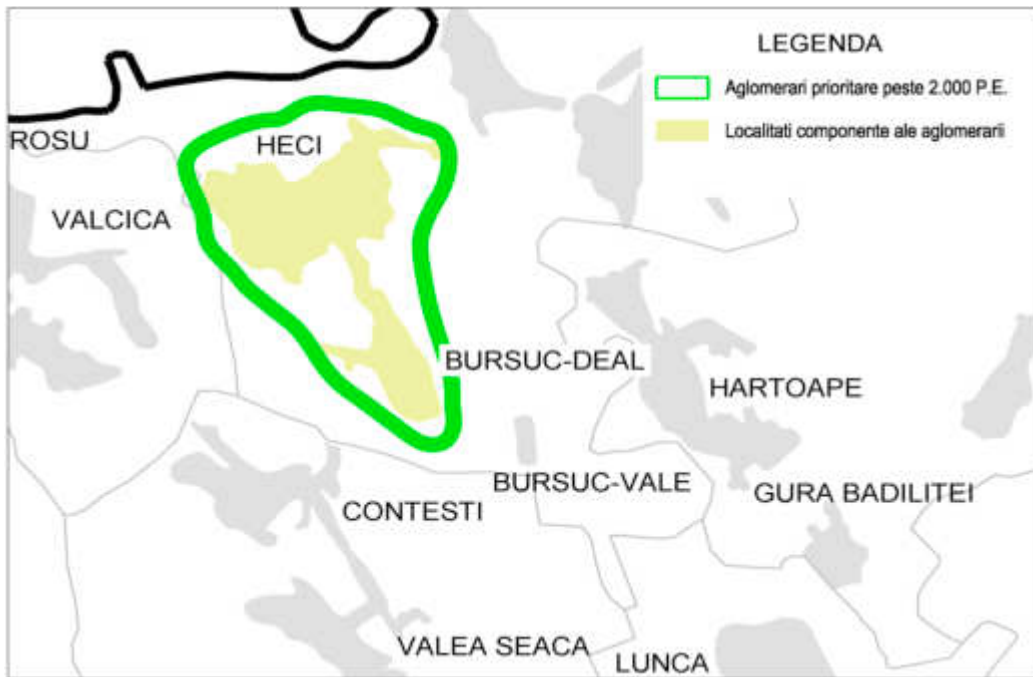 LEGENDA
Aglomerari prioritare peste 2.000 P.E.
Localitati componente ale aglomerarii
ROSU
HECI
VALCICA
BURSUC-DEAL
HARTOAPE
BURSUC-VALE
GURA BADILITEI
CONTESTI
VALEA SEACA
LUNCA